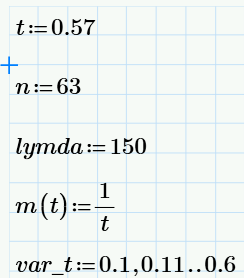 t:=0.57
n:=63
lymda:=150
m(t):=1/t
var_t:=0.1,0.11..0.6